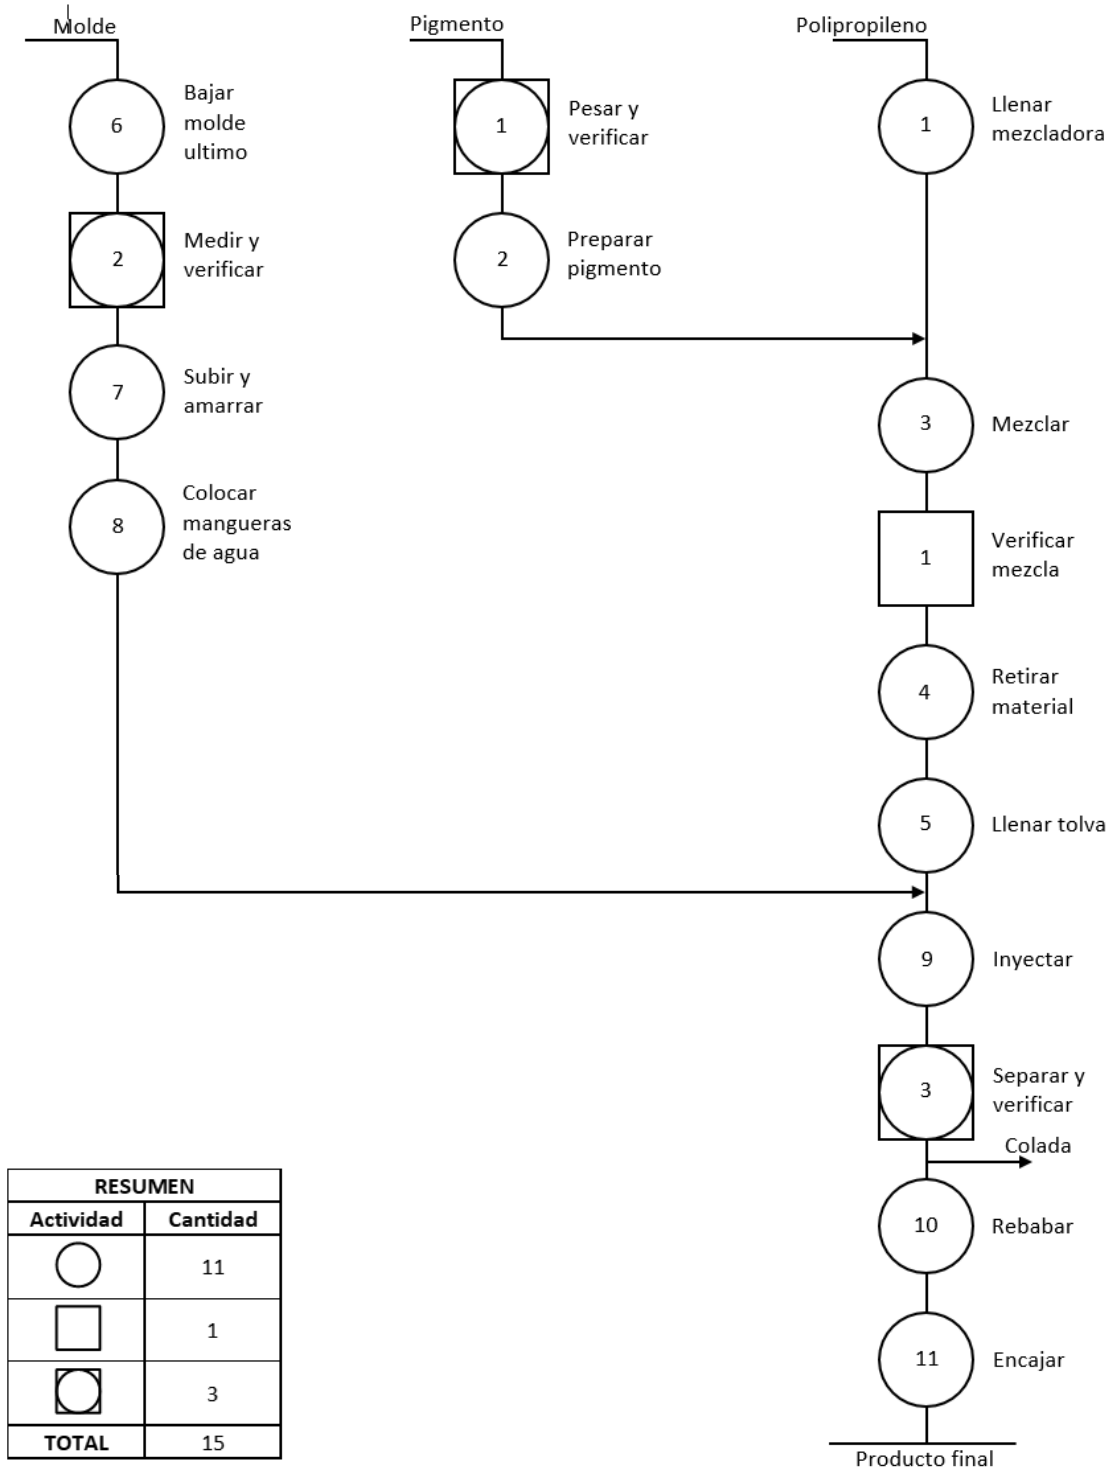 Molde
6
Bajar
molde
ultimo
2
Medir y
verificar
7
Subir y
amarrar
8
Colocar
mangueras
de agua
Pigmento
1
Pesar y
verificar
2
Preparar
pigmento
Polipropileno
1
Llenar
mezcladora
3
Mezclar
1
Verificar
mezcla
4
Retirar
material
5
Llenar tolva
9
Inyectar
3
Separar y
verificar
Colada
10
Rebabar
11
Encajar
Producto final
RESUMEN
Actividad Cantidad
11
1
3
TOTAL 15